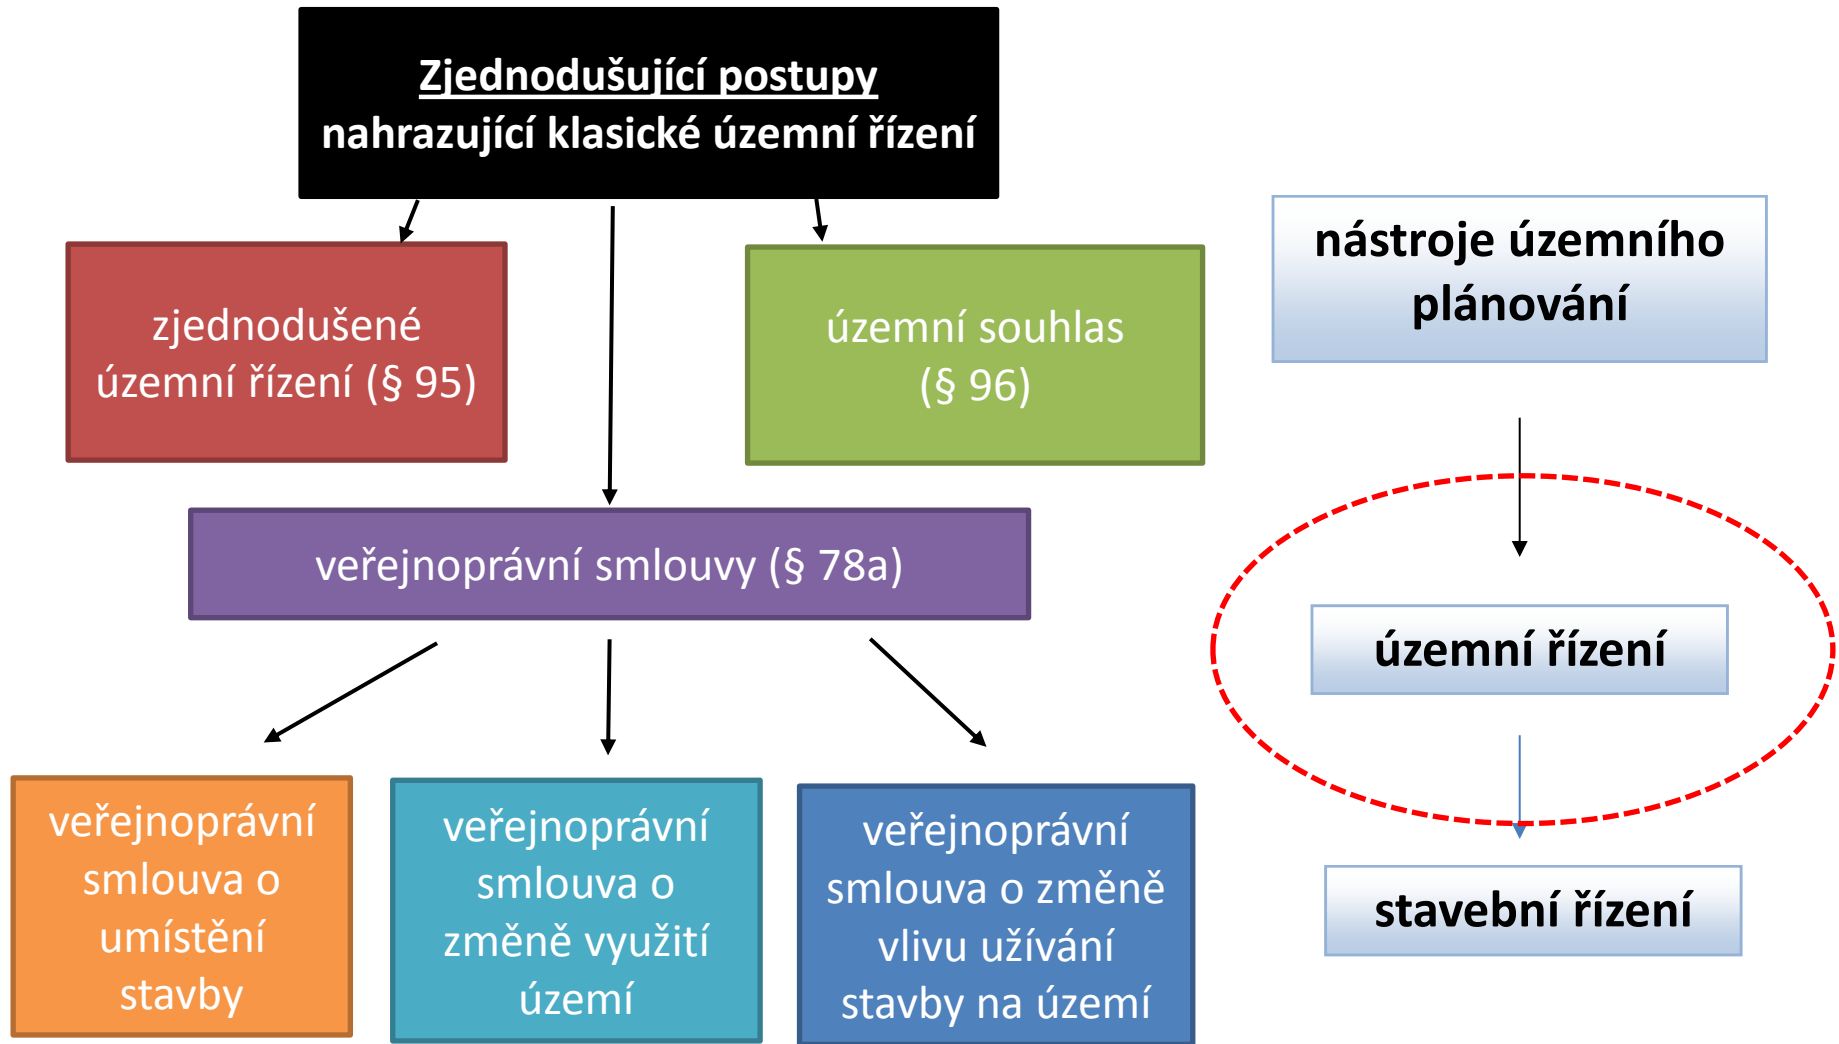 Zjednodušující postupy
nahrazující klasické územní řízení
zjednodušené
územní řízení (§ 95)
územní souhlas
(§ 96)
veřejnoprávní smlouvy (§ 78a)
veřejnoprávní
smlouva o
umístění
stavby
veřejnoprávní
smlouva o
změně využití
území
veřejnoprávní
smlouva o změně
vlivu užívání
stavby na území
nástroje územního
plánování
územní řízení
stavební řízení